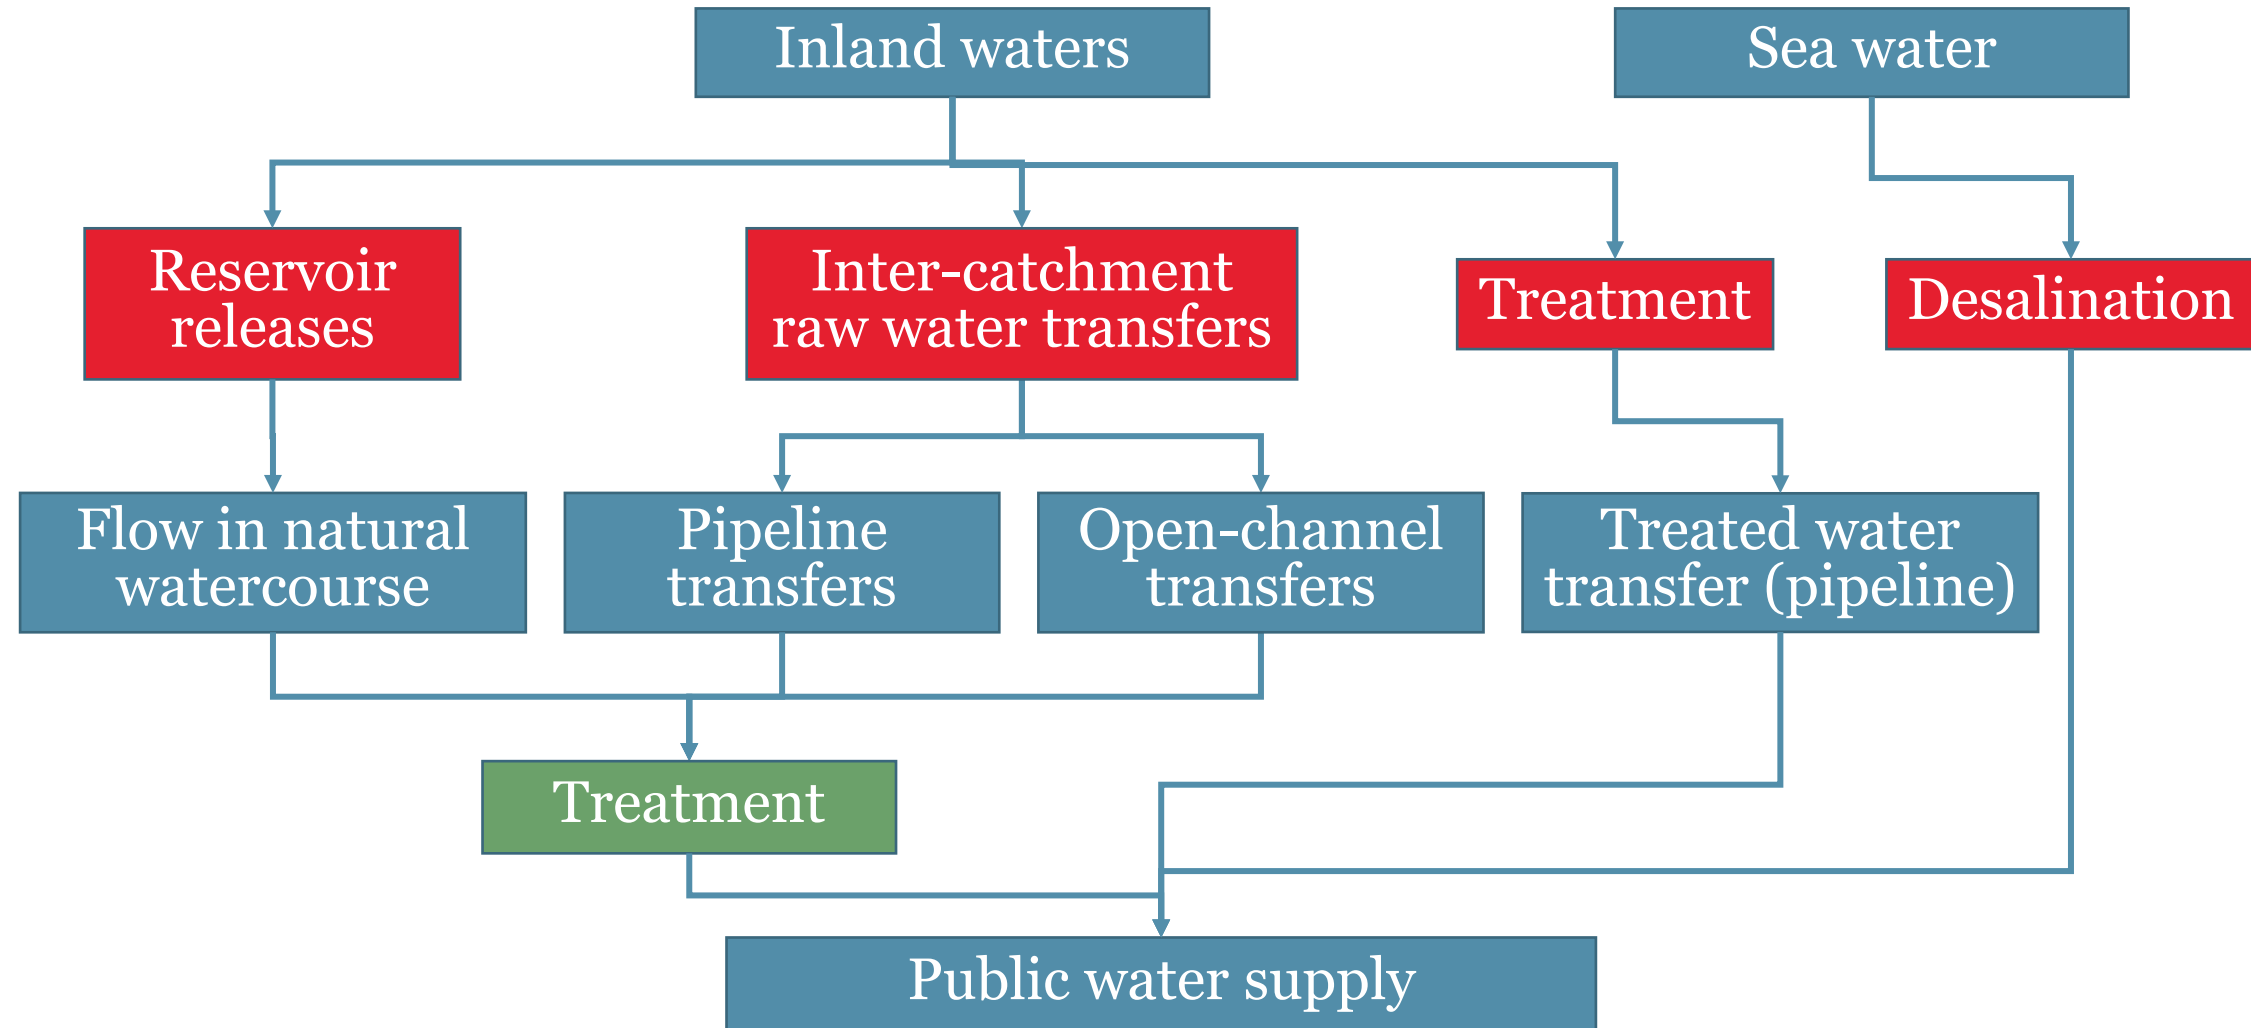 Inland waters
Sea water
Reservoir
releases
Inter-catchment
raw water transfers
Treatment
Desalination
Flow in natural
watercourse
Pipeline
transfers
Open-channel
transfers
Treated water
transfer (pipeline)
Treatment
Public water supply